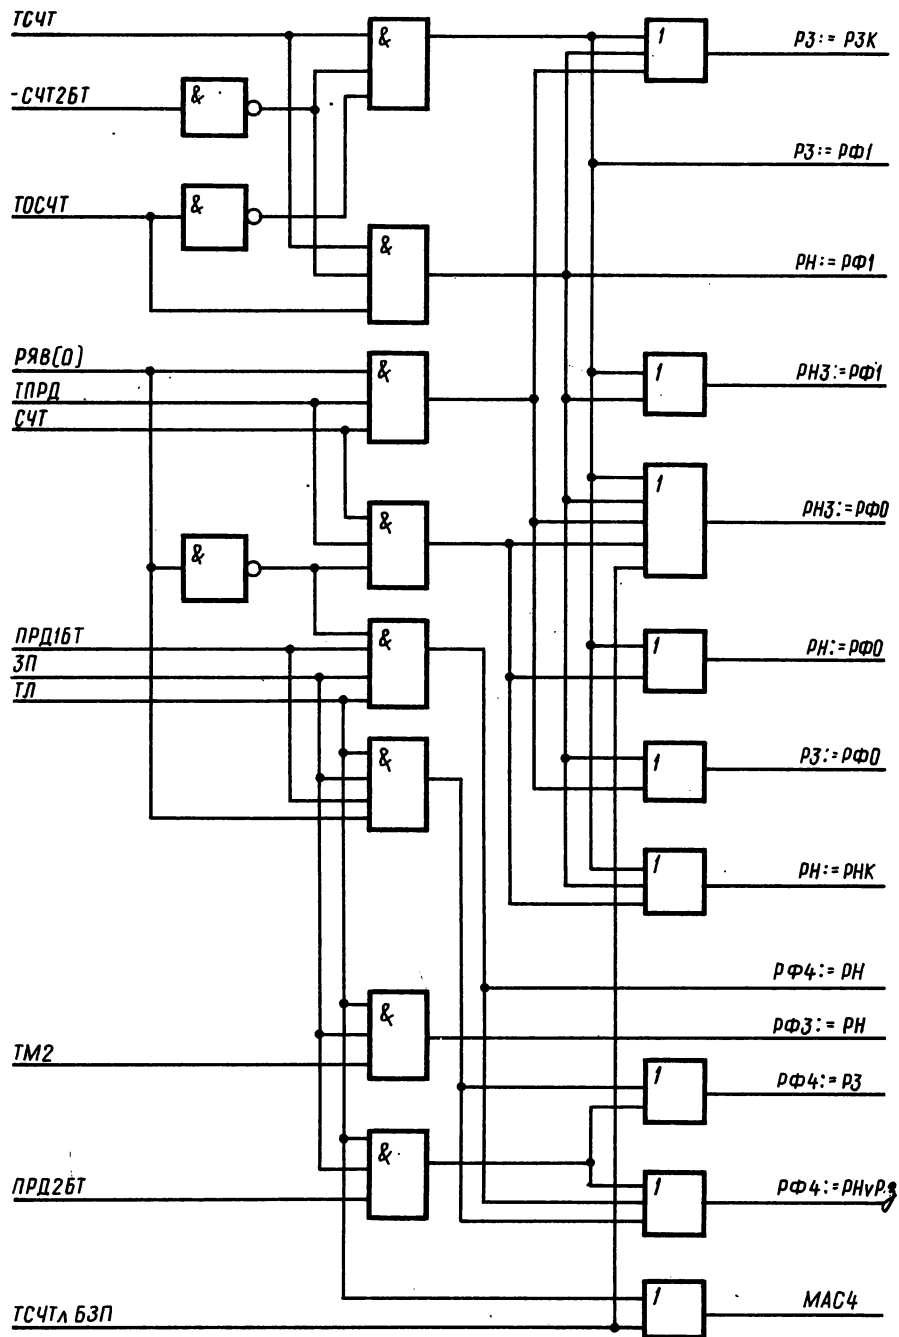 ТСЧТ
&
1
РЗ:= РЗК
-СЧТ2БТ
&
РЗ:= РФ1
ТОСЧТ
&
&
РН:= РФ1
РЯВ(0)
&
1
РНЗ:=РФ1
ТПРД
СЧТ
1
&
РНЗ:=РФ0
&
ПРД1БТ
&
1
РН:=РФ0
ЗП
ТЛ
&
1
РЗ:=РФ0
1
РН:=РНК
РФ4:= РН
&
РФ3:= РН
ТМ2
1
РФ4:= РЗ
&
ПРД2БТ
1
РФ4:= РНvРЗ
1
МАС4
ТСЧТ∧БЗП